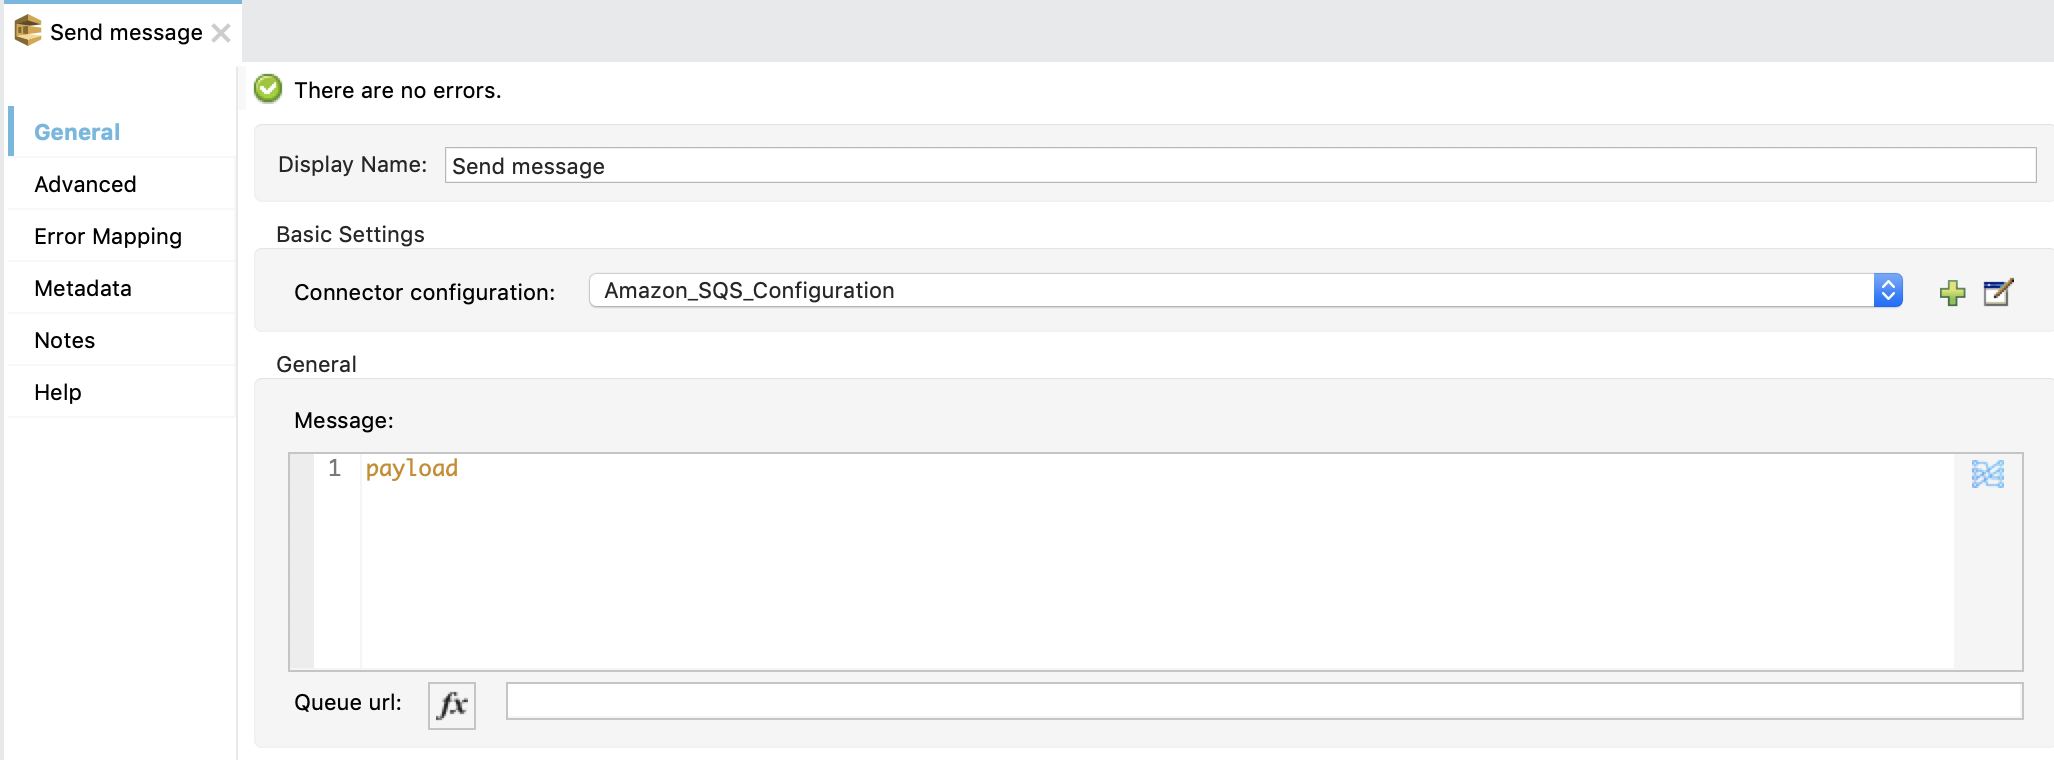 Send message
There are no errors.
General
Advanced
Error Mapping
Metadata
Notes
Help
Display Name: Send message
Basic Settings
Connector configuration: Amazon_SQS_Configuration
General
Message:
1 payload
Queue url: fx